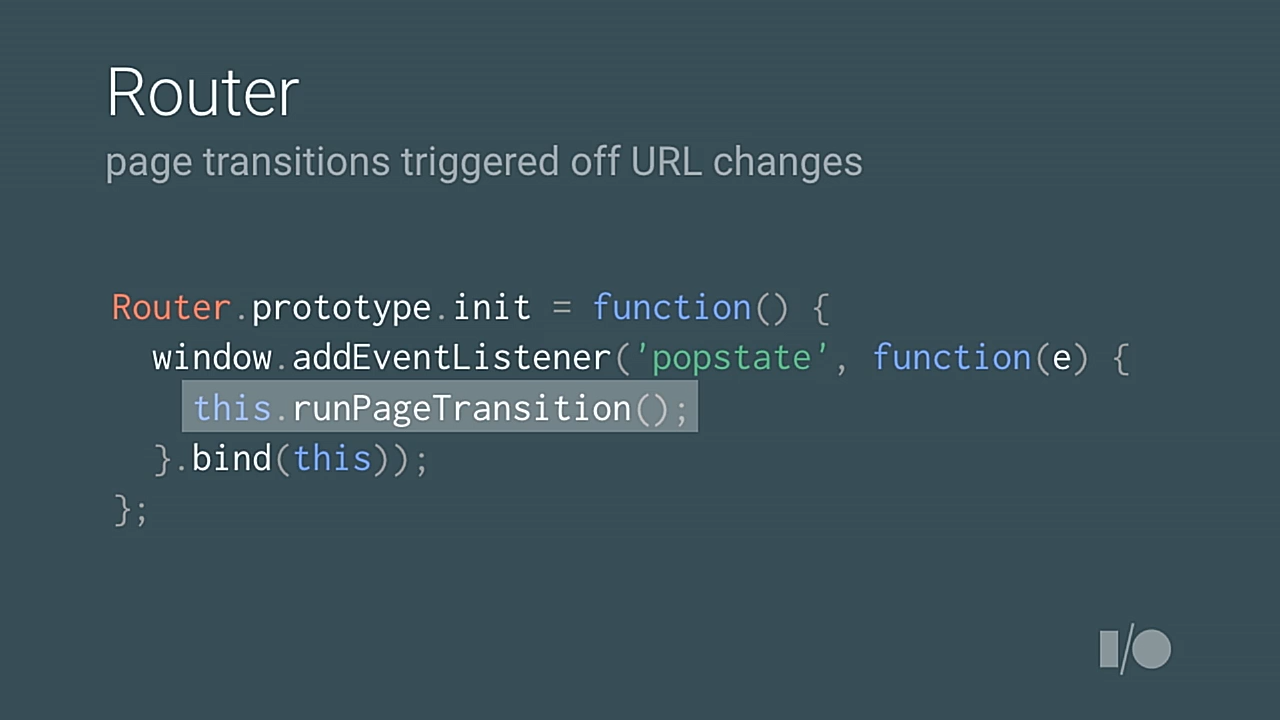 Router
page transitions triggered off URL changes
Router.prototype.init = function() {
  window.addEventListener('popstate', function(e) {
    this.runPageTransition();
  }.bind(this));
};
I/O